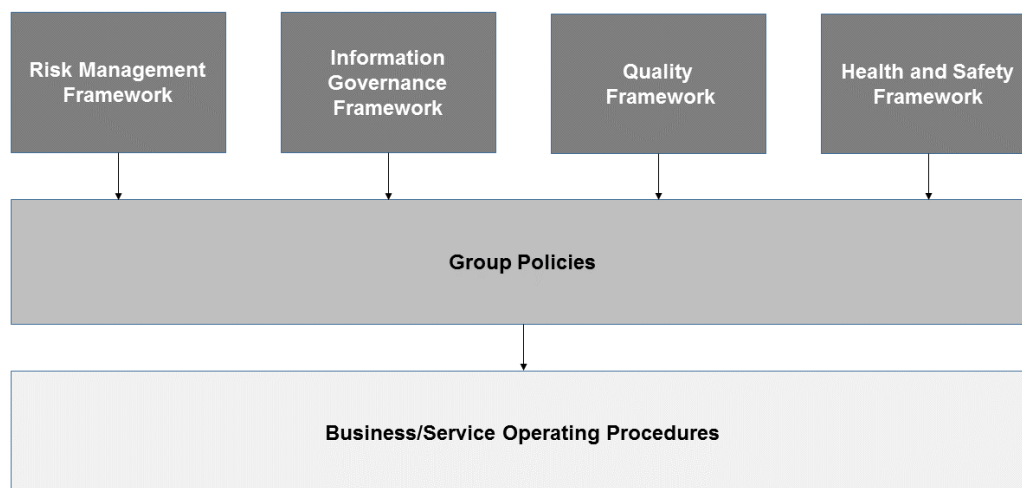 Risk Management
Framework
Information
Governance
Framework
Quality
Framework
Health and Safety
Framework
Group Policies
Business/Service Operating Procedures